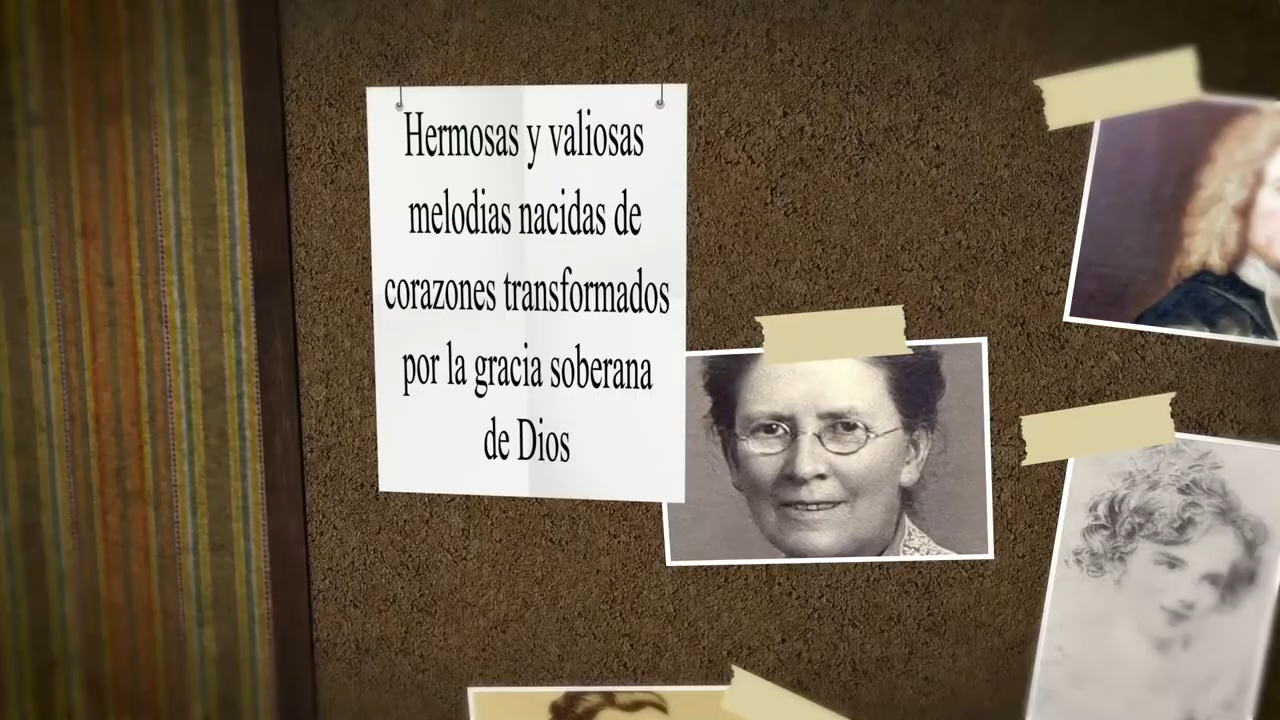 Hermosas y valiosas
melodias nacidas de
corazones transformados
por la gracia soberana
de Dios